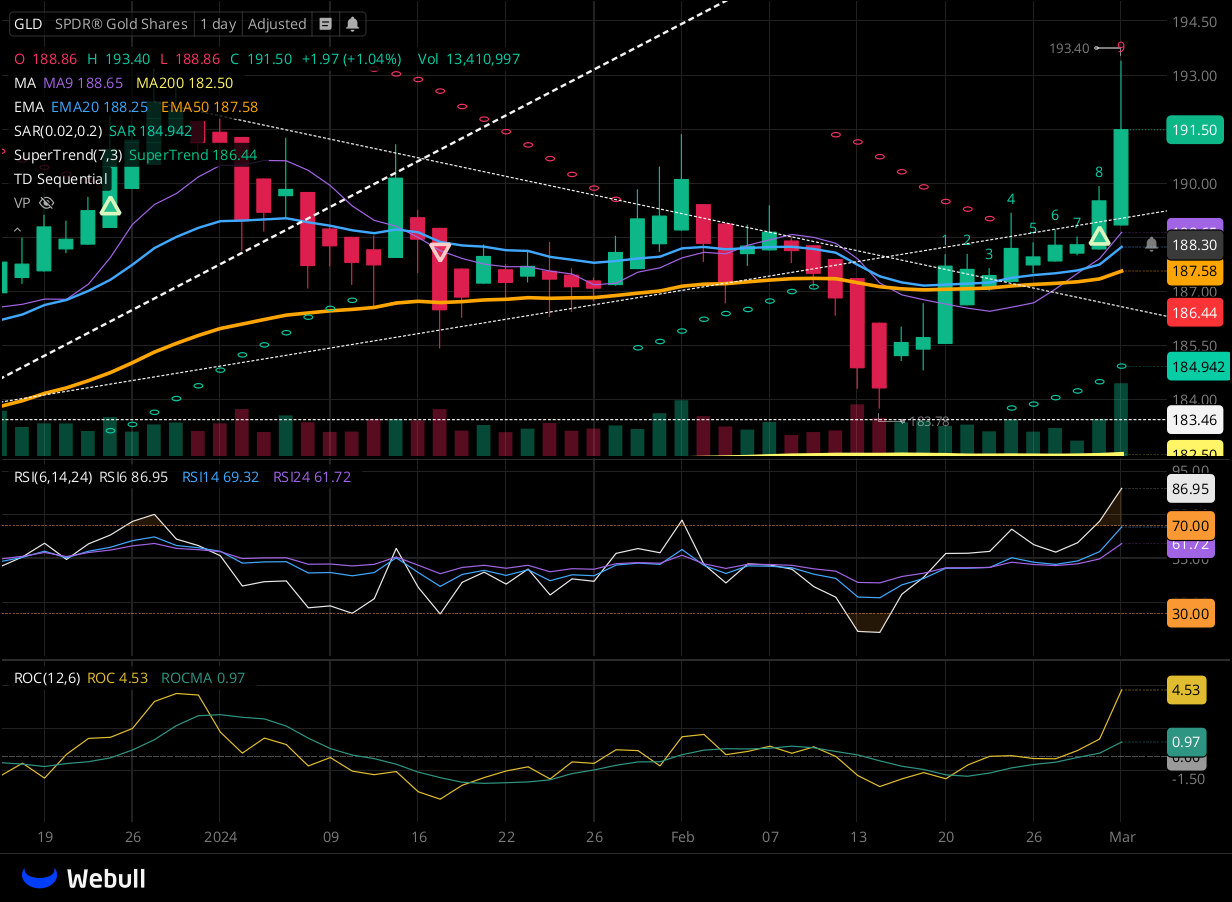 GLD SPDR® Gold Shares 1 day Adjusted
O 188.86 H 193.40 L 188.86 C 191.50 +1.97 (+1.04%) Vol 13,410,997
MA MA9 188.65 MA200 182.50
EMA EMA20 188.25 EMA50 187.58
SAR(0.02,0.2) SAR 184.942
SuperTrend(7,3) SuperTrend 186.44
TD Sequential
VP
194.50
193.40
9
193.00
191.50
190.00
8
4
6
7
5
1
2
3
188.30
187.58
187.00
186.44
185.50
184.942
184.00
183.46
183.78
182.50
RSI(6,14,24) RSI6 86.95 RSI14 69.32 RSI24 61.72
95.00
86.95
70.00
61.72
55.00
30.00
ROC(12,6) ROC 4.53 ROCMA 0.97
4.53
0.97
0.00
-1.50
19 26 2024 09 16 22 26 Feb 07 13 20 26 Mar
Webull